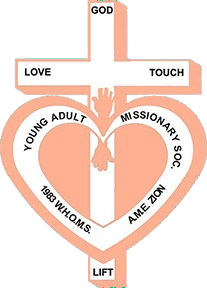 GOD
LOVE TOUCH
YOUNG ADULT MISSIONARY SOC.
1983 W.H.O.M.S. A.M.E. ZION
LIFT